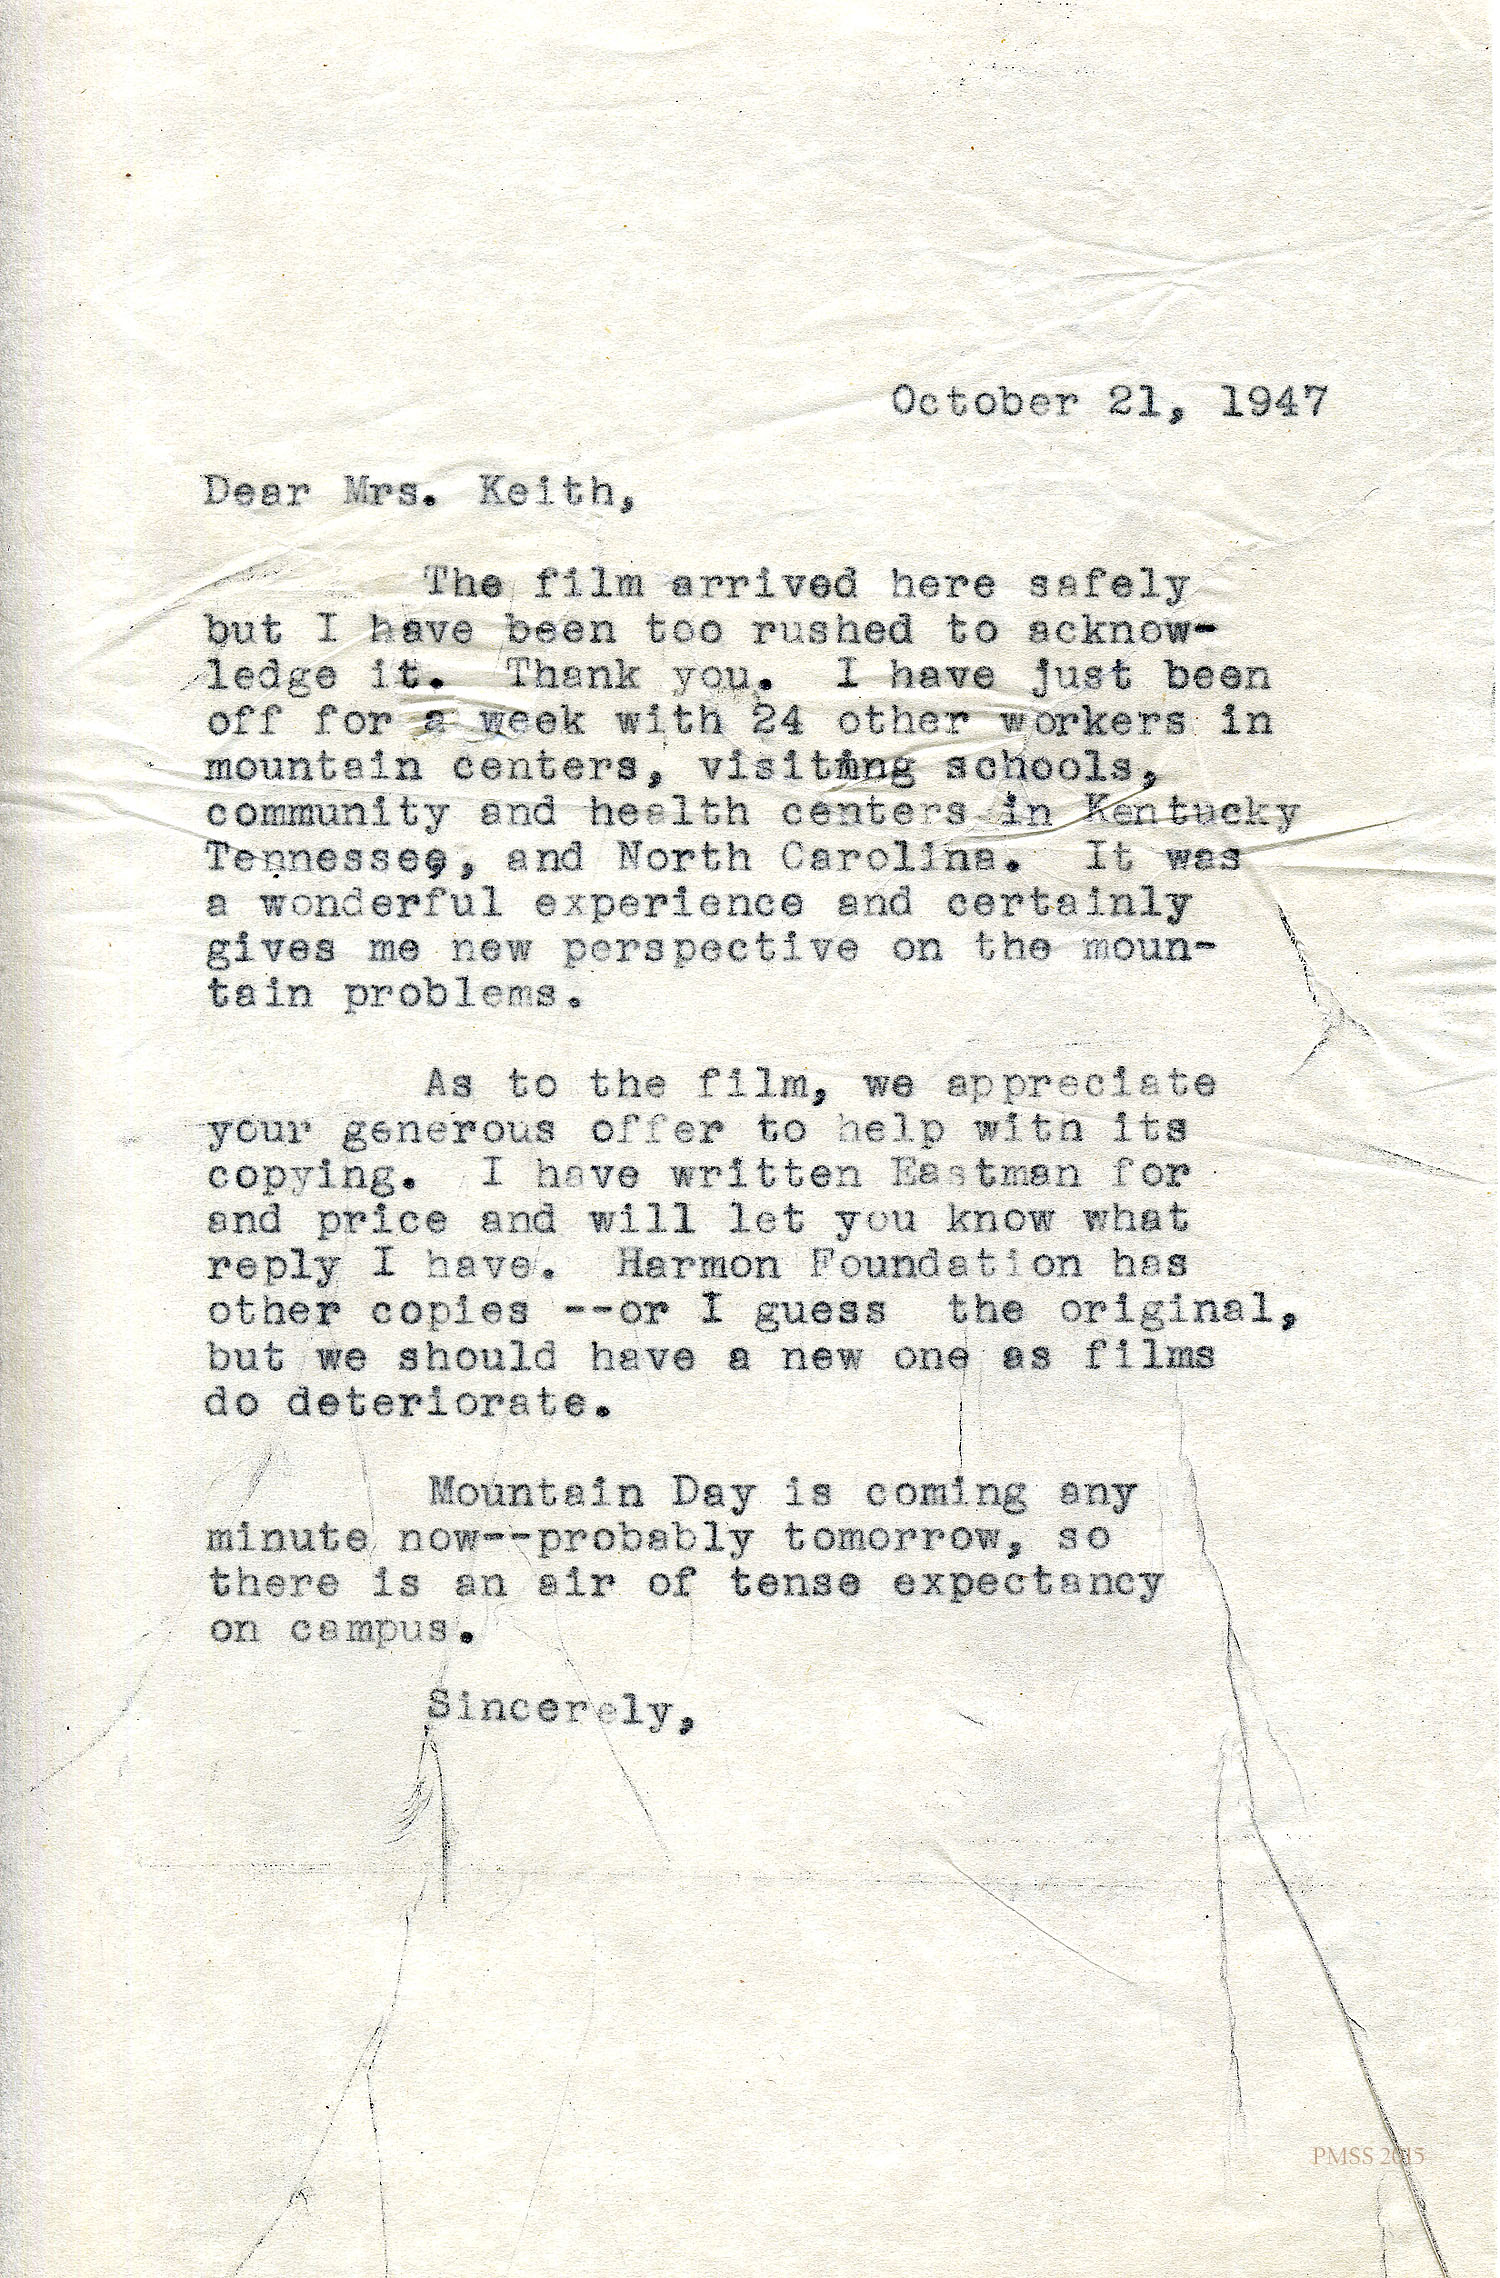 October 21, 1947
Dear Mrs. Keith,
The film arrived here safely
but I have been too rushed to acknow-
ledge it.  Thank you.  I have just been
off for a week with 24 other workers in
mountain centers, visiting schools,
community and health centers in Kentucky
Tennessee, and North Carolina.  It was
a wonderful experience and certainly
gives me new perspective on the moun-
tain problems.
As to the film, we appreciate
your generous offer to help with its
copying.  I have written Eastman for
and price and will let you know what
reply I have.  Harmon Foundation has
other copies --or I guess  the original,
but we should have a new one as films
do deteriorate.
Mountain Day is coming any
minute now--probably tomorrow, so
there is an air of tense expectancy
on campus.
Sincerely,
PMSS 2015